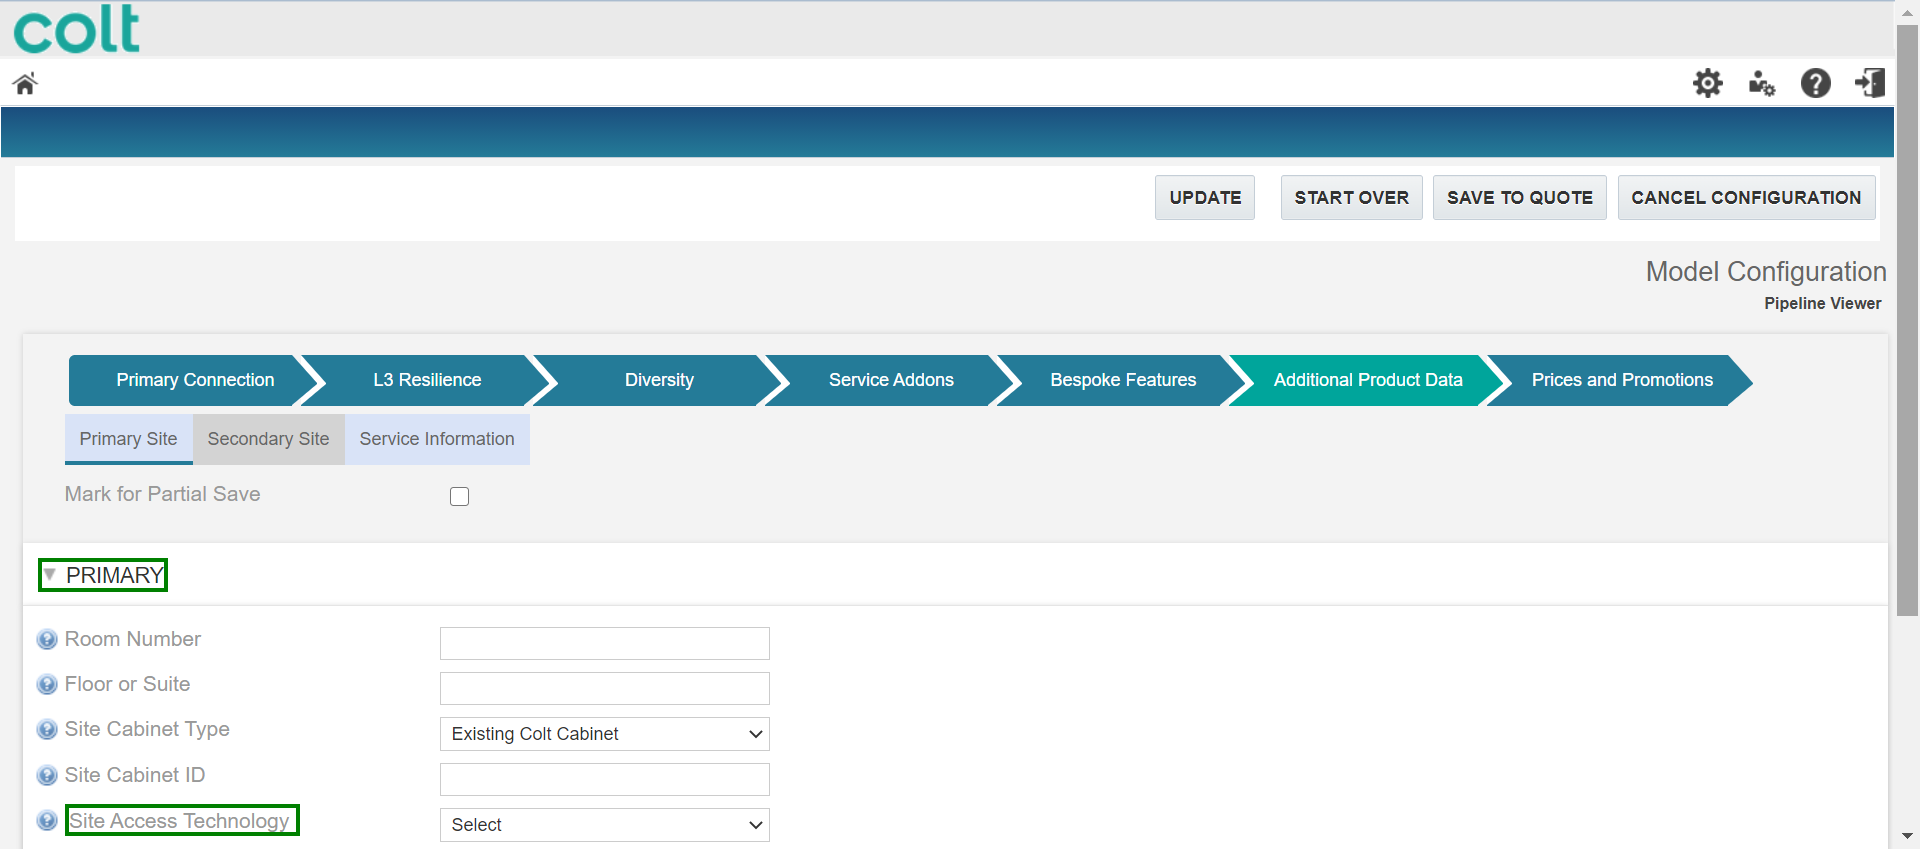 colt
UPDATE START OVER SAVE TO QUOTE CANCEL CONFIGURATION
Model Configuration
Pipeline Viewer
Primary Connection L3 Resilience Diversity Service Addons Bespoke Features Additional Product Data Prices and Promotions
Primary Site Secondary Site Service Information
Mark for Partial Save
PRIMARY
Room Number
Floor or Suite
Site Cabinet Type Existing Colt Cabinet
Site Cabinet ID
Site Access Technology Select